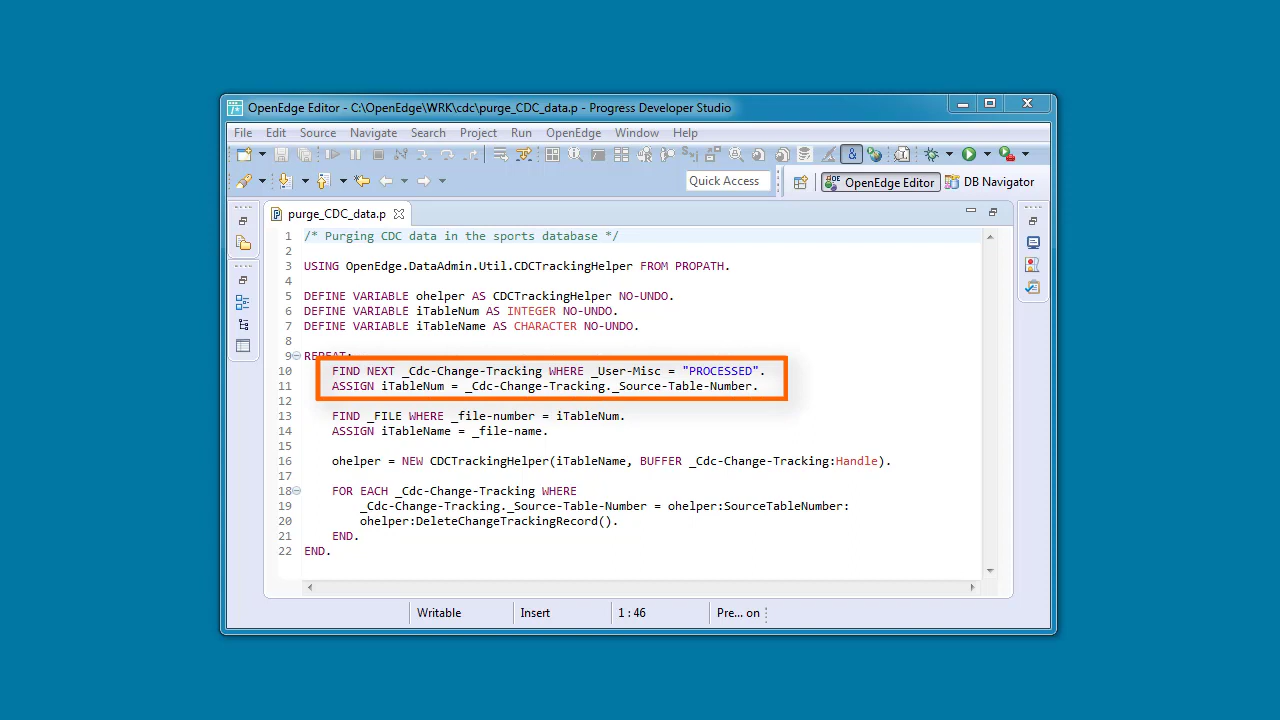 OpenEdge Editor - C:\OpenEdge\WRK\cdc\purge_CDC_data.p - Progress Developer Studio
File Edit Source Navigate Search Project Run OpenEdge Window Help
Quick Access OpenEdge Editor DB Navigator
purge_CDC_data.p
1 /* Purging CDC data in the sports database */
2
3 USING OpenEdge.DataAdmin.Util.CDCTrackingHelper FROM PROPATH.
4
5 DEFINE VARIABLE ohelper AS CDCTrackingHelper NO-UNDO.
6 DEFINE VARIABLE iTableNum AS INTEGER NO-UNDO.
7 DEFINE VARIABLE iTableName AS CHARACTER NO-UNDO.
8
9 REPEAT:
10 FIND NEXT _Cdc-Change-Tracking WHERE _User-Misc = "PROCESSED".
11 ASSIGN iTableNum = _Cdc-Change-Tracking._Source-Table-Number.
12
13 FIND _FILE WHERE _file-number = iTableNum.
14 ASSIGN iTableName = _file-name.
15
16 ohelper = NEW CDCTrackingHelper(iTableName, BUFFER _Cdc-Change-Tracking:Handle).
17
18 FOR EACH _Cdc-Change-Tracking WHERE
19 _Cdc-Change-Tracking._Source-Table-Number = ohelper:SourceTableNumber:
20 ohelper:DeleteChangeTrackingRecord().
21 END.
22 END.
Writable Insert 1 : 46 Pre... on